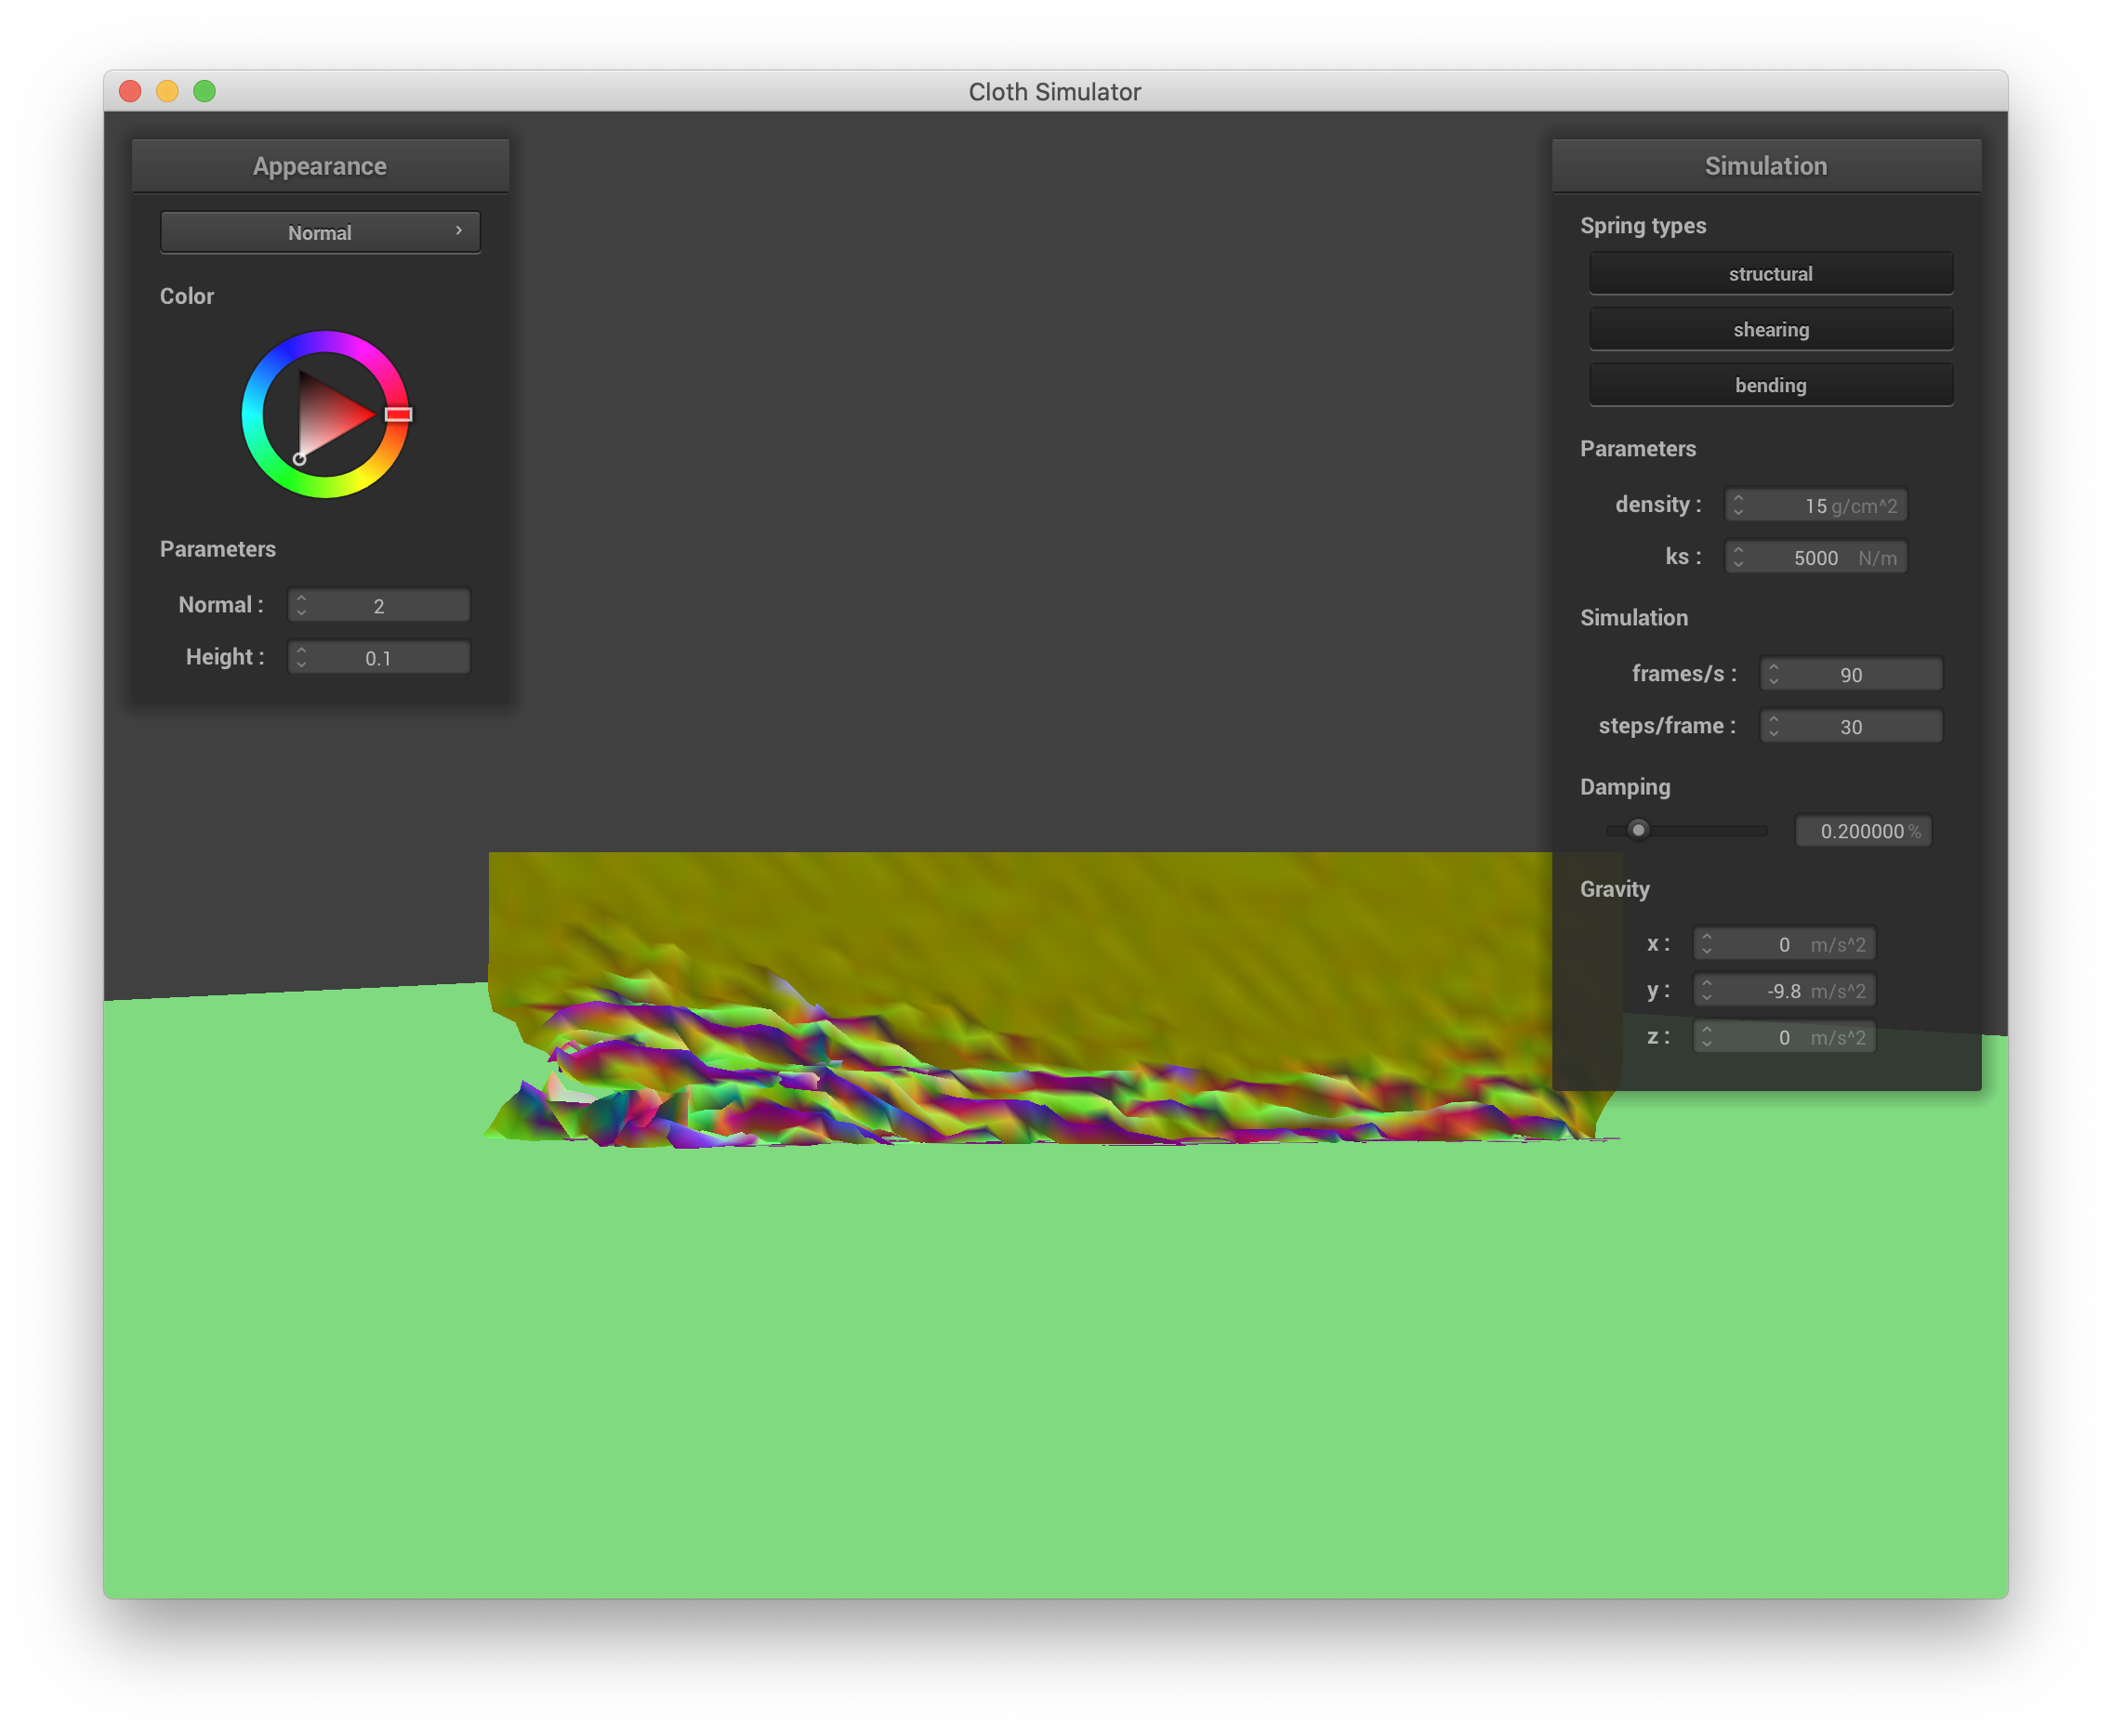 Cloth Simulator
Appearance
Normal
Color
Parameters
Normal : 2
Height : 0.1
Simulation
Spring types
structural
shearing
bending
Parameters
density : 15 g/cm^2
ks : 5000 N/m
Simulation
frames/s : 90
steps/frame : 30
Damping
0.200000 %
Gravity
x : 0 m/s^2
y : -9.8 m/s^2
z : 0 m/s^2